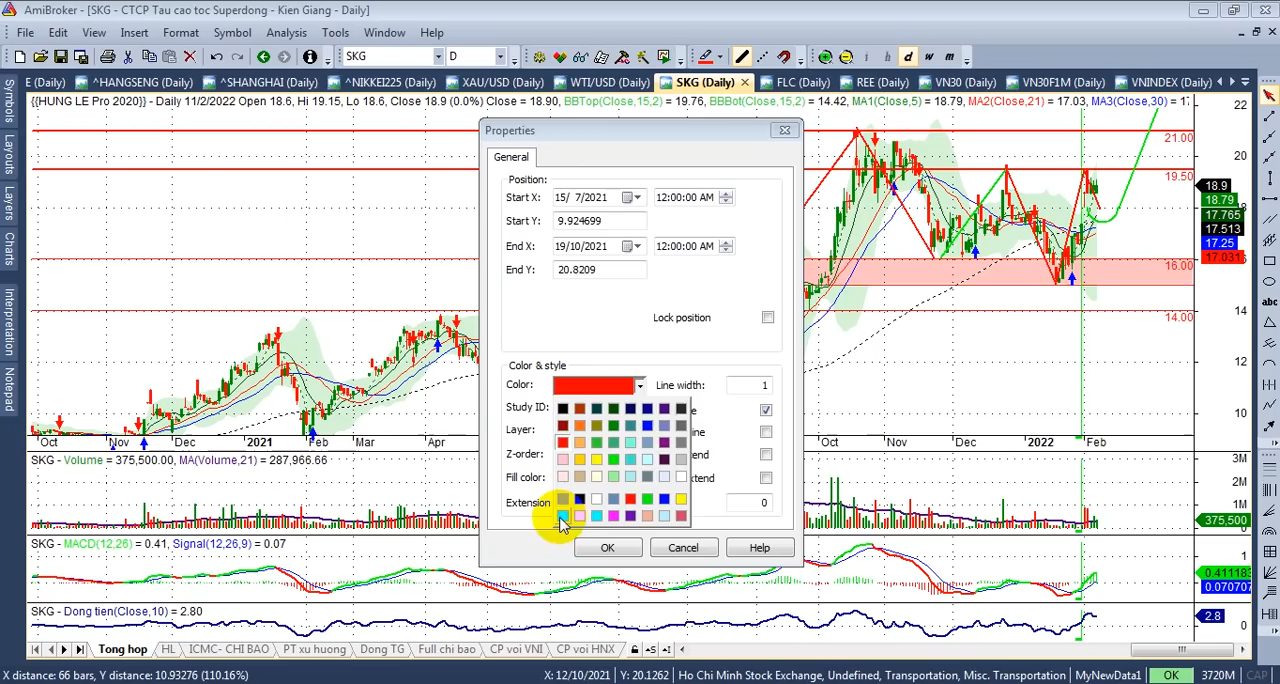 AmiBroker - [SKG - CTCP Tau cao toc Superdong - Kien Giang - Daily]
File Edit View Insert Format Analysis Tools Window Help
SKG D i h d w m
E (Daily) ^HANGSENG (Daily) ^SHANGHAI (Daily) ^NIKKEI225 (Daily) XAU/USD (Daily) WTI/USD (Daily) SKG (Daily) FLC (Daily) REE (Daily) VN30 (Daily) VN30F1M (Daily) VNINDEX (Daily)
{{HUNG LE Pro 2020}} - Daily 11/2/2022 Open 18.6, Hi 19.15, Lo 18.6, Close 18.9 (0.0%) Close = 18.90, BBTop(Close,15,2) = 19.76, BBBot(Close,15,2) = 14.42, MA1(Close,5) = 18.79, MA2(Close,21) = 17.03, MA3(Close,30) = 17
Symbols
Layouts
Layers
Charts
Interpretation
Notepad
Properties
General
Position:
Start X: 15/ 7/2021 12:00:00 AM
Start Y: 9.924699
End X: 19/10/2021 12:00:00 AM
End Y: 20.8209
Lock position
Color & style
Color: Line width: 1
Study ID:
Layer:
Z-order:
Fill color:
Extension 0
OK Cancel Help
22
21.00
20
19.50
18.9
18.79
17.765
17.513
17.25
17.031
16.00
14.00
14
12
10
abc
Oct Nov Dec 2021 Feb Mar Apr Oct Nov Dec 2022 Feb
SKG - Volume = 375,500.00, MA(Volume,21) = 287,966.66
3M
2M
1M
375,500
SKG - MACD(12,26) = 0.41, Signal(12,26,9) = 0.07
1
0.411183
0.070707
SKG - Dong tien(Close,10) = 2.80
2.8
0
Tong hop HL ICMC- CHI BAO PT xu huong Dong TG Full chi bao CP voi VNI CP voi HNX
X distance: 66 bars, Y distance: 10.93276 (110.16%) X: 12/10/2021 Y: 20.1262 Ho Chi Minh Stock Exchange, Undefined, Transportation, Misc. Transportation MyNewData1 OK 3720M CAP